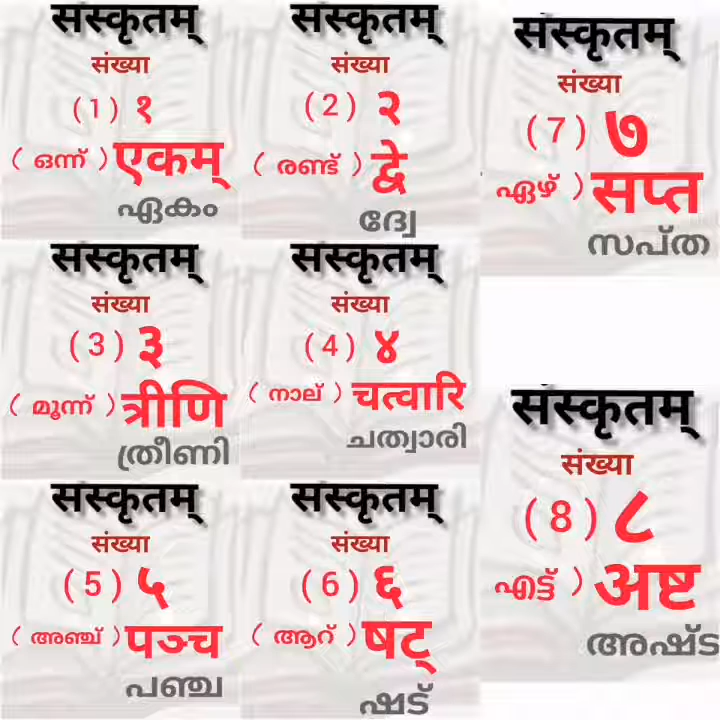 संस्कृतम्
संख्या
( 1 ) १
( ഒന്ന് ) एकम्
ഏകം
संस्कृतम्
संख्या
( 2 ) २
( രണ്ട് ) द्वे
ദ്വേ
संस्कृतम्
संख्या
( 3 ) ३
( മൂന്ന് ) त्रीणि
ത്രീണി
संस्कृतम्
संख्या
( 4 ) ४
( നാല് ) चत्वारि
ചത്വാരി
संस्कृतम्
संख्या
( 5 ) ५
( അഞ്ച് ) पञ्च
പഞ്ച
संस्कृतम्
संख्या
( 6 ) ६
( ആറ് ) षट्
ഷട്
संस्कृतम्
संख्या
( 7 ) ७
ഏഴ് ) सप्त
സപ്ത
संस्कृतम्
संख्या
( 8 ) ८
എട്ട് ) अष्ट
അഷ്ട